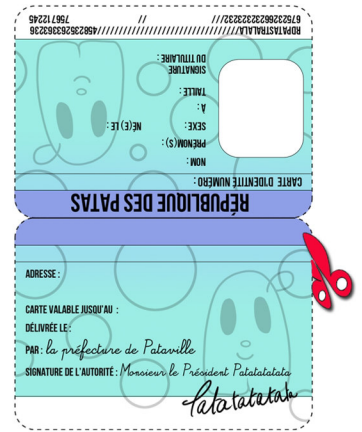 RÉPUBLIQUE DES PATAS
CARTE D'IDENTITÉ NUMÉRO :
NOM :
PRÉNOM(S) :
SEXE : NÉ(E) LE :
À :
TAILLE :
SIGNATURE
DU TITULAIRE :
ADRESSE :
CARTE VALABLE JUSQU'AU :
DÉLIVRÉE LE :
PAR : la préfecture de Pataville
SIGNATURE DE L'AUTORITÉ : Monsieur le Président Patatatatata
Patatatatata